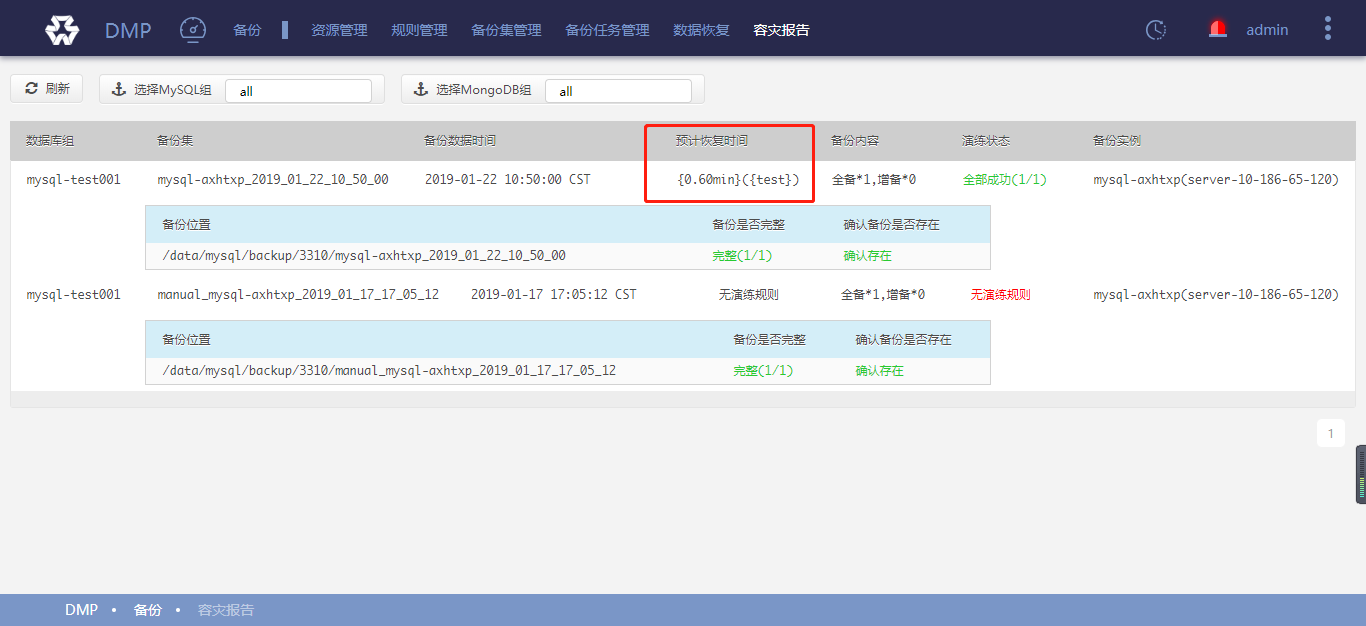 DMP 备份 资源管理 规则管理 备份集管理 备份任务管理 数据恢复 容灾报告 admin
刷新 选择MySQL组 all 选择MongoDB组 all
数据库组 备份集 备份数据时间 预计恢复时间 备份内容 演练状态 备份实例
mysql-test001 mysql-axhtxp_2019_01_22_10_50_00 2019-01-22 10:50:00 CST {0.60min}({test}) 全备*1,增备*0 全部成功(1/1) mysql-axhtxp(server-10-186-65-120)
备份位置 备份是否完整 确认备份是否存在
/data/mysql/backup/3310/mysql-axhtxp_2019_01_22_10_50_00 完整(1/1) 确认存在
mysql-test001 manual_mysql-axhtxp_2019_01_17_17_05_12 2019-01-17 17:05:12 CST 无演练规则 全备*1,增备*0 无演练规则 mysql-axhtxp(server-10-186-65-120)
备份位置 备份是否完整 确认备份是否存在
/data/mysql/backup/3310/manual_mysql-axhtxp_2019_01_17_17_05_12 完整(1/1) 确认存在
1
DMP • 备份 • 容灾报告